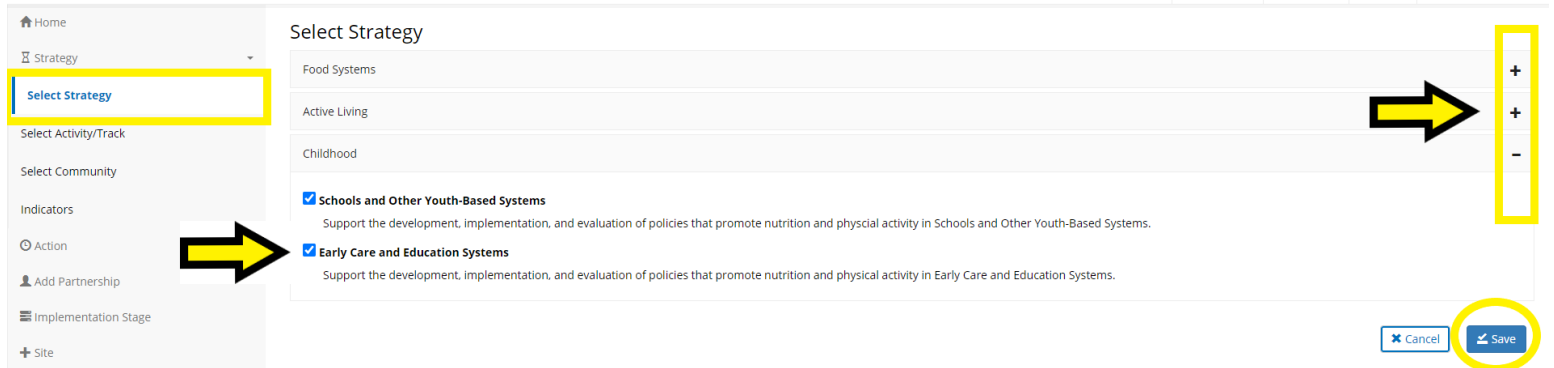 Home
Strategy
Select Strategy
Select Activity/Track
Select Community
Indicators
Action
Add Partnership
Implementation Stage
Site
Select Strategy
Food Systems
Active Living
Childhood
Schools and Other Youth-Based Systems
Support the development, implementation, and evaluation of policies that promote nutrition and physcial activity in Schools and Other Youth-Based Systems.
Early Care and Education Systems
Support the development, implementation, and evaluation of policies that promote nutrition and physical activity in Early Care and Education Systems.
Cancel
Save